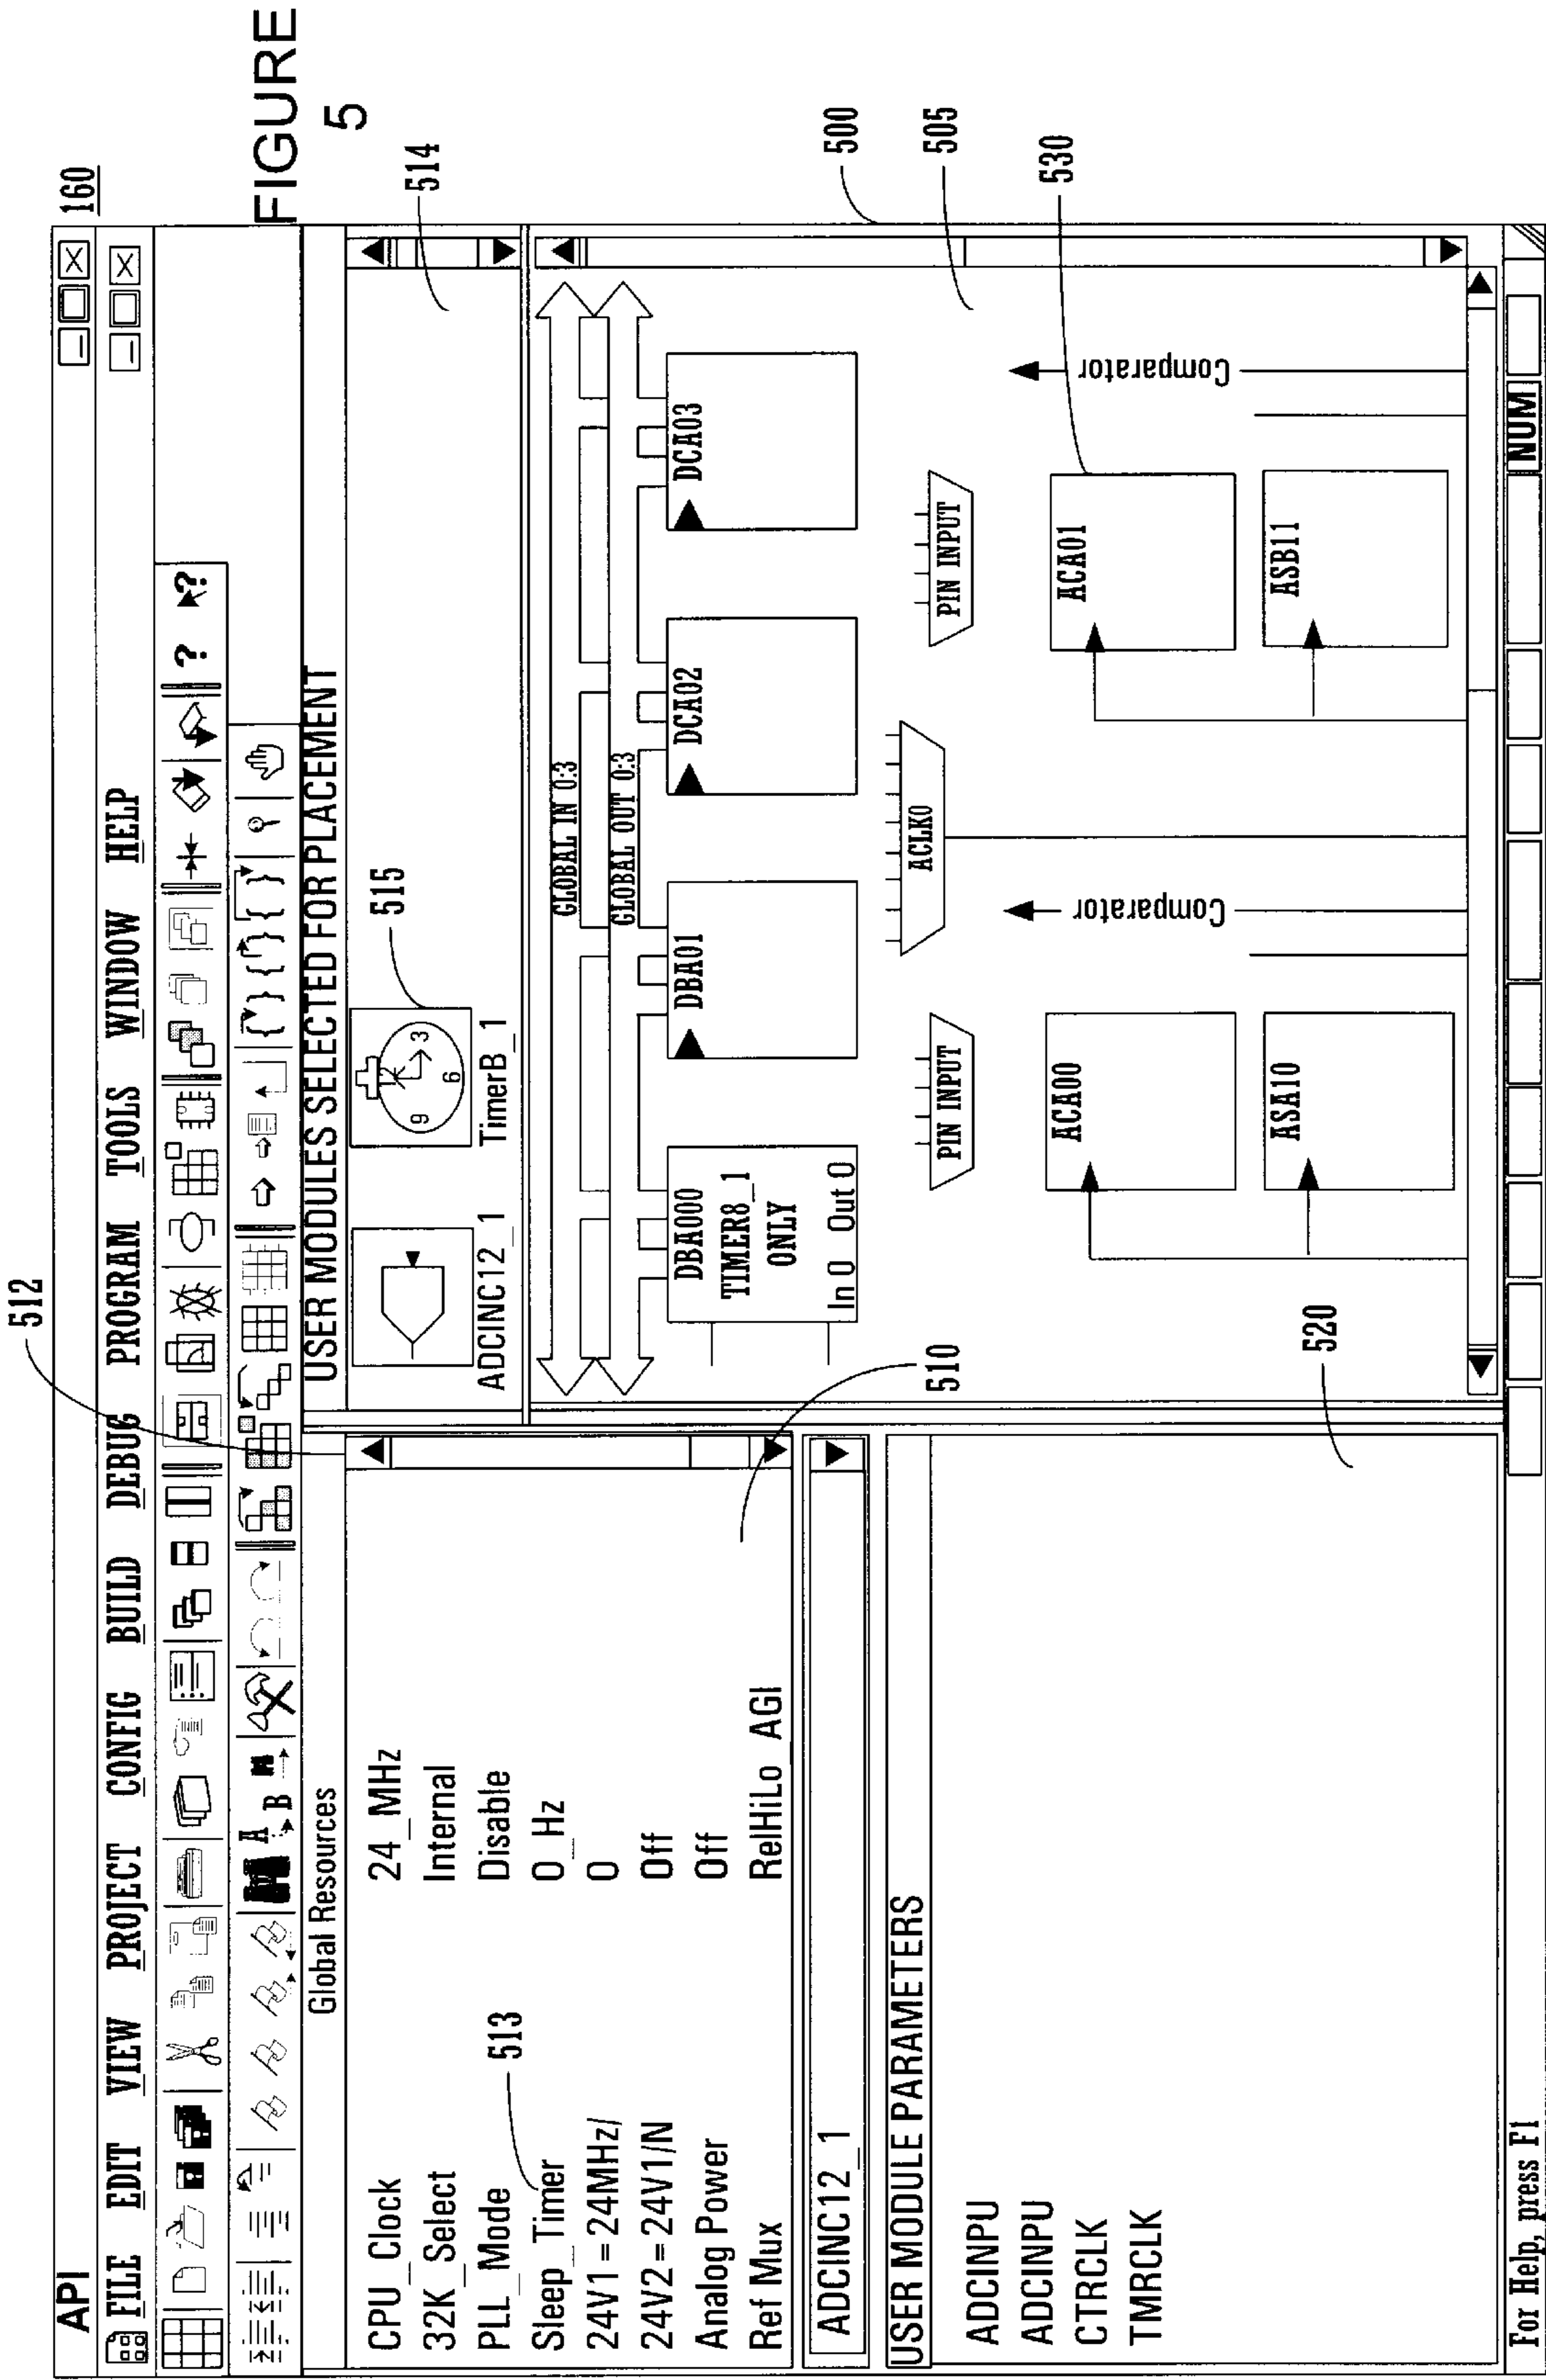 FIGURE
5
160
512
API
FILE EDIT VIEW PROJECT CONFIG BUILD DEBUG PROGRAM TOOLS WINDOW HELP
? ?
A
B
{ } { } { }
Global Resources
CPU_Clock 24_MHz
32K_Select Internal
PLL_Mode Disable
Sleep_Timer 0_Hz
24V1=24MHz/ 0
24V2=24V1/N Off
Analog Power Off
Ref Mux RelHiLo AGI
513
510
ADCINC12_1
USER MODULE PARAMETERS
ADCINPU
ADCINPU
CTRCLK
TMRCLK
520
USER MODULES SELECTED FOR PLACEMENT
12
9 3
6
ADCINC12_1 TimerB_1
515
514
GLOBAL IN 0:3
GLOBAL OUT 0:3
DBA000
TIMER8_1
ONLY
In 0 Out 0
DBA01
DCA02
DCA03
PIN INPUT
ACLK0
PIN INPUT
Comparator
Comparator
ACA00
ACA01
ASA10
ASB11
500
505
530
For Help, press F1
NUM